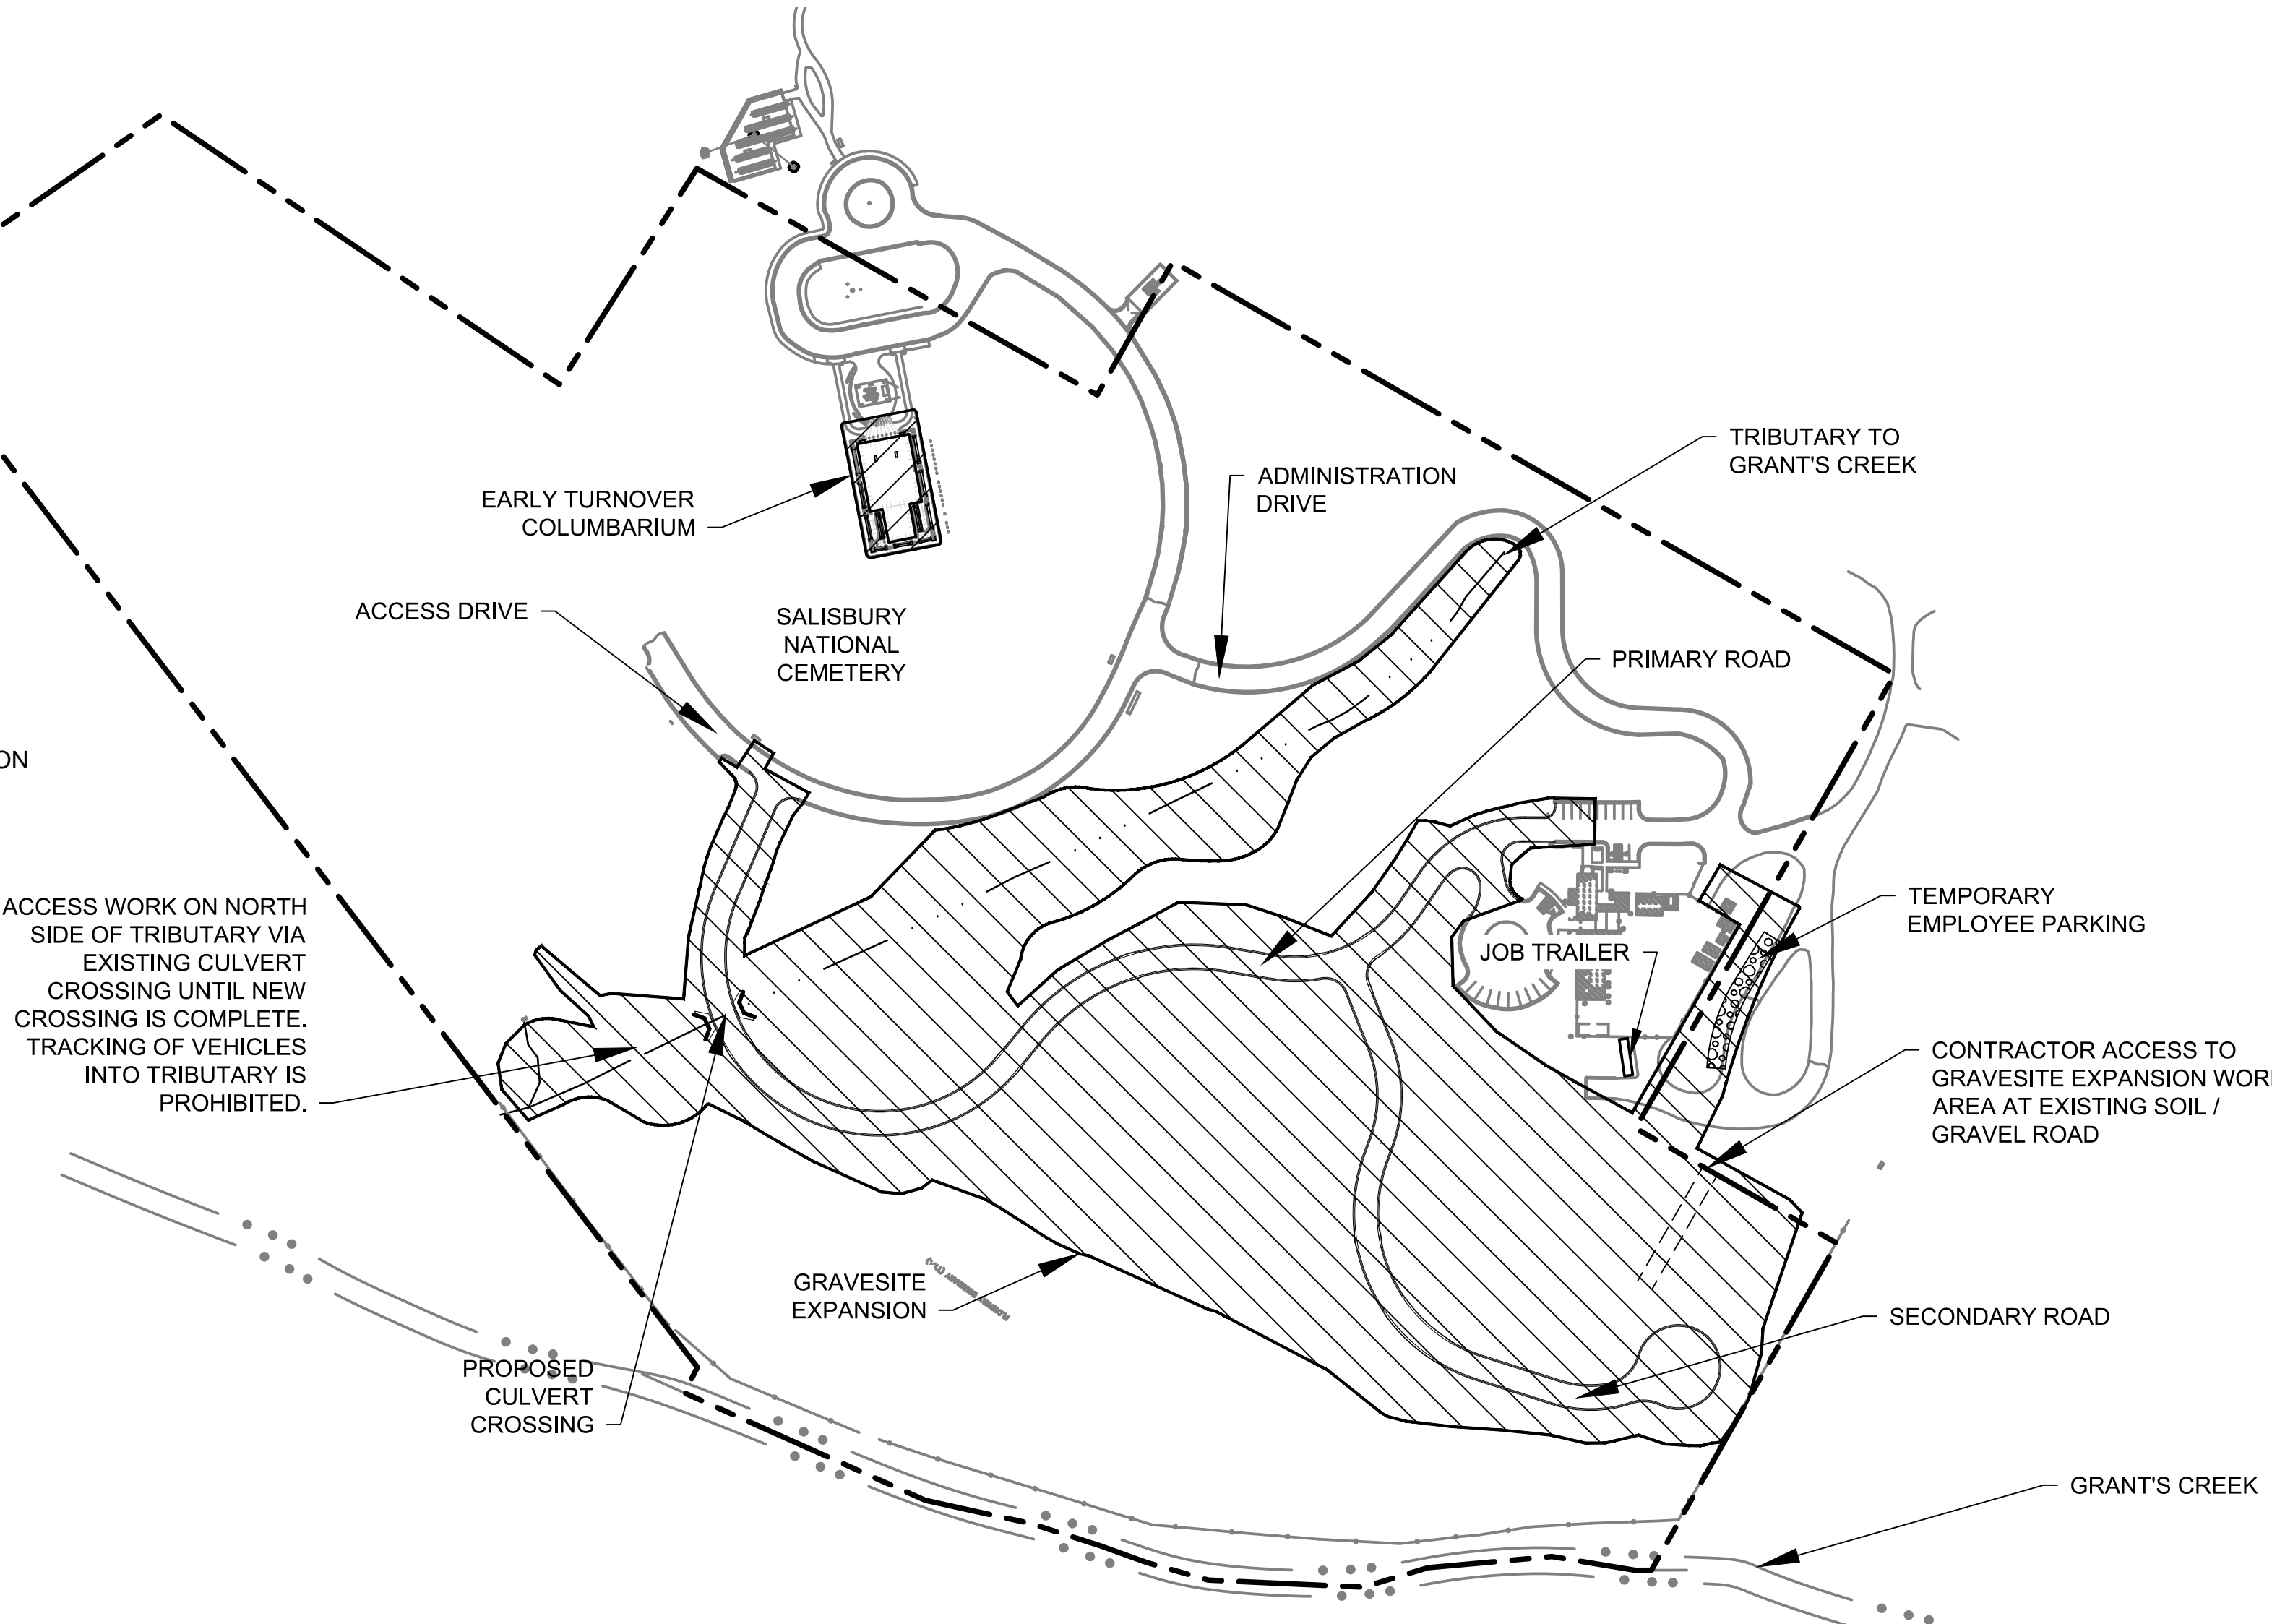 TRIBUTARY TO
GRANT'S CREEK
ADMINISTRATION
DRIVE
EARLY TURNOVER
COLUMBARIUM
ACCESS DRIVE
SALISBURY
NATIONAL
CEMETERY
PRIMARY ROAD
ON
ACCESS WORK ON NORTH
SIDE OF TRIBUTARY VIA
EXISTING CULVERT
CROSSING UNTIL NEW
CROSSING IS COMPLETE.
TRACKING OF VEHICLES
INTO TRIBUTARY IS
PROHIBITED.
TEMPORARY
EMPLOYEE PARKING
JOB TRAILER
CONTRACTOR ACCESS TO
GRAVESITE EXPANSION WORK
AREA AT EXISTING SOIL /
GRAVEL ROAD
GRAVESITE
EXPANSION
SECONDARY ROAD
PROPOSED
CULVERT
CROSSING
GRANT'S CREEK